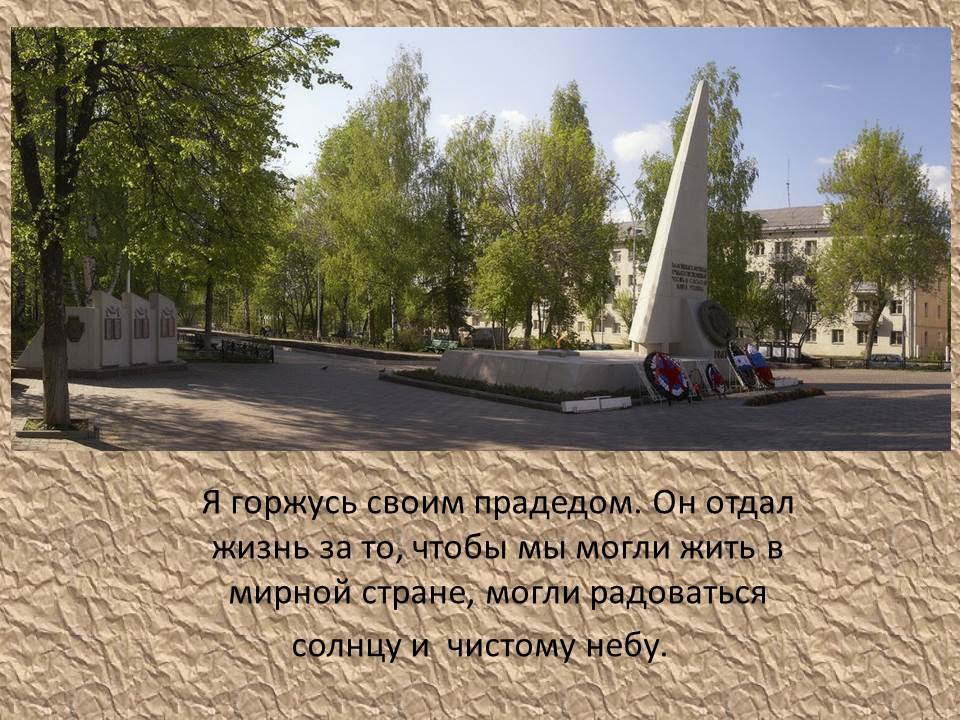 Я горжусь своим прадедом. Он отдал
жизнь за то, чтобы мы могли жить в
мирной стране, могли радоваться
солнцу и чистому небу.